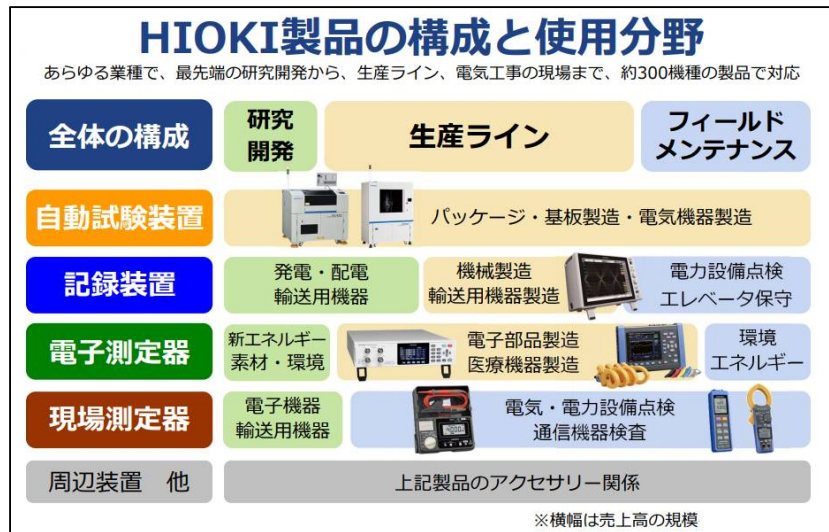 HIOKI製品の構成と使用分野
あらゆる業種で、最先端の研究開発から、生産ライン、電気工事の現場まで、約300機種の製品で対応
全体の構成
研究
開発
生産ライン
フィールド
メンテナンス
自動試験装置
パッケージ・基板製造・電気機器製造
記録装置
発電・配電
輸送用機器
機械製造
輸送用機器製造
電力設備点検
エレベータ保守
電子測定器
新エネルギー
素材・環境
電子部品製造
医療機器製造
環境
エネルギー
現場測定器
電子機器
輸送用機器
電気・電力設備点検
通信機器検査
周辺装置　他
上記製品のアクセサリー関係
※横幅は売上高の規模